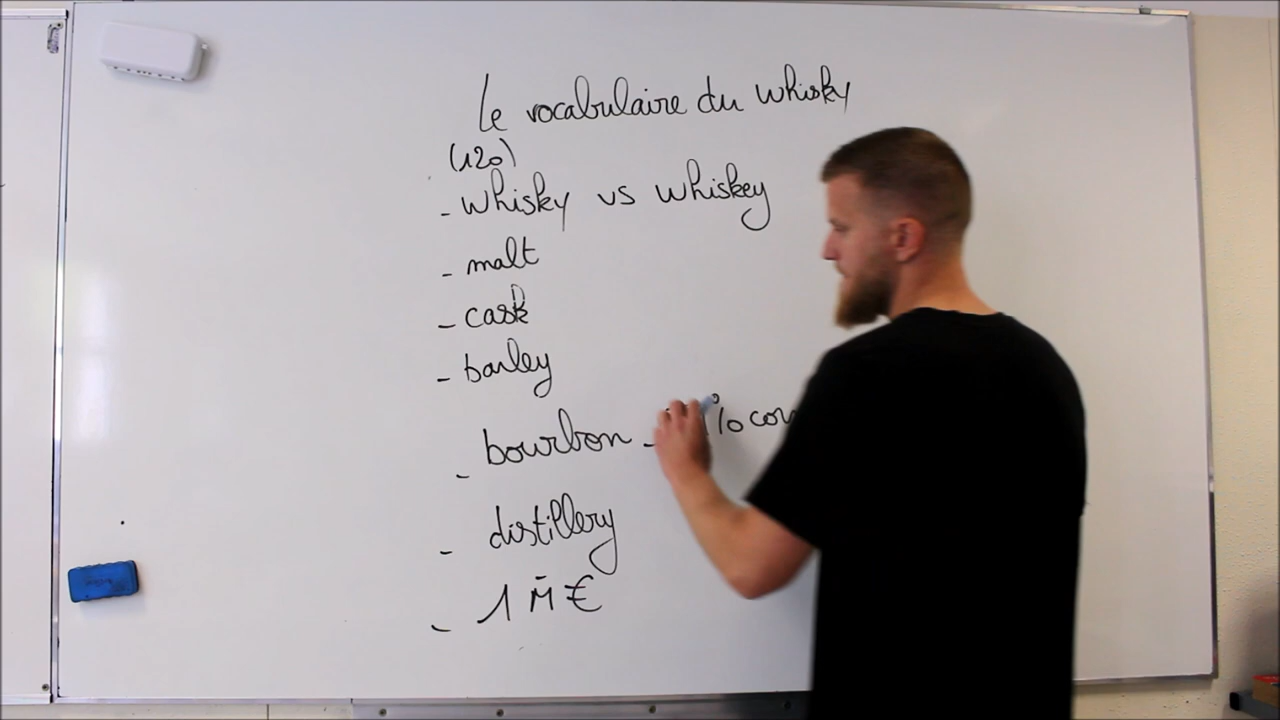 Le vocabulaire du whisky
(120)
- whisky vs whiskey
- malt
- cask
- barley
- bourbon -
- distillery
- 1 M €